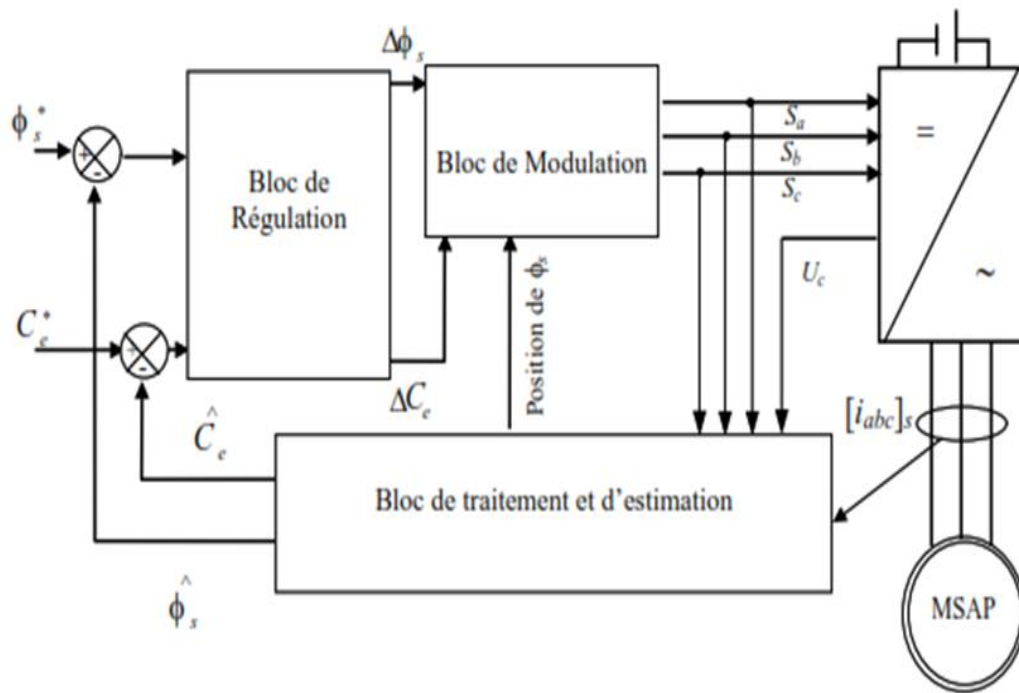 Δϕs
ϕs*
+
-
Bloc de
Régulation
Bloc de Modulation
Sa
Sb
Sc
=
~
Uc
Position de ϕs
Ce*
+
-
ΔCe
Ĉe
[iabc]s
Bloc de traitement et d'estimation
ϕ̂s
MSAP